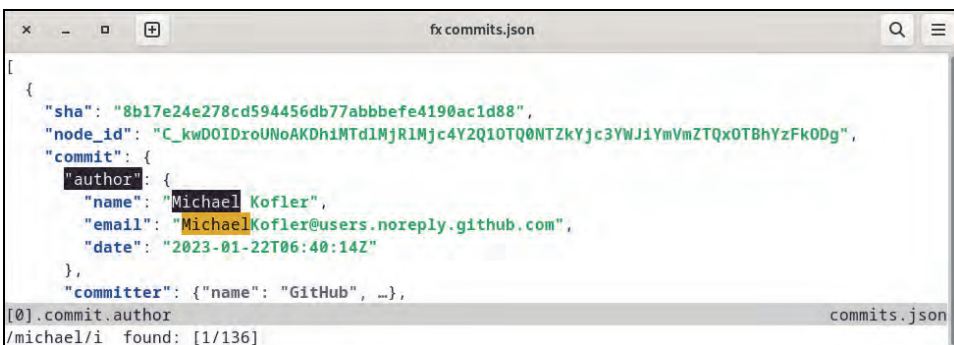 fx commits.json
[
{
"sha": "8b17e24e278cd594456db77abbbefe4190ac1d88",
"node_id": "C_kwDOIDroUNoAKDhiMTdlMjRlMjc4Y2Q1OTQ0NTZkYjc3YWJiYmVmZTQxOTBhYzFkODg",
"commit": {
"author": {
"name": "Michael Kofler",
"email": "MichaelKofler@users.noreply.github.com",
"date": "2023-01-22T06:40:14Z"
},
"committer": {"name": "GitHub", …},
[0].commit.author commits.json
/michael/i found: [1/136]